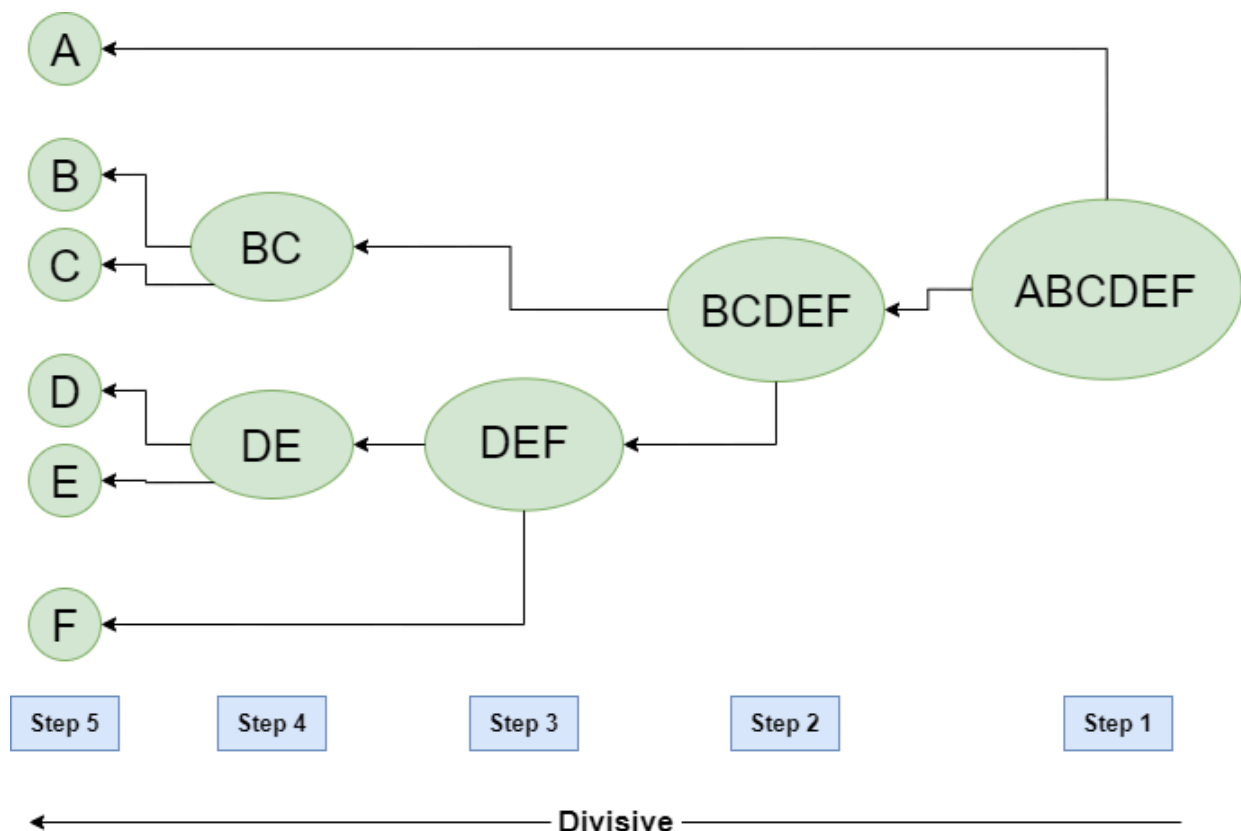 A
B
C
BC
BCDEF
ABCDEF
D
E
DE
DEF
F
Step 5
Step 4
Step 3
Step 2
Step 1
Divisive